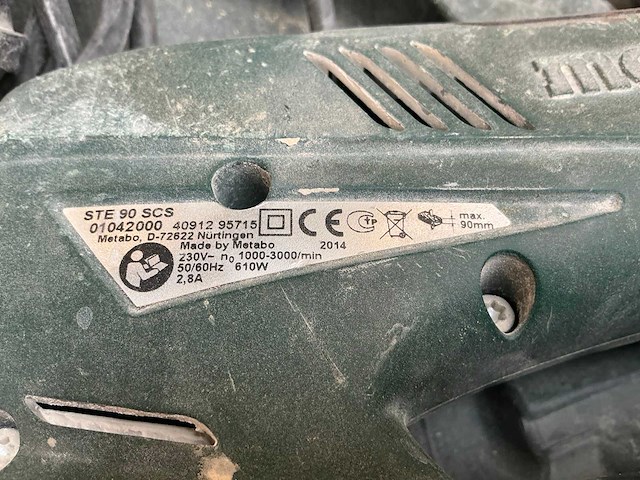 STE 90 SCS
01042000 40912 95715 CE
Metabo, D-72622 Nürtingen
Made by Metabo 2014
230V~ n0 1000-3000/min
50/60Hz 610W
2,8A
max.
90mm